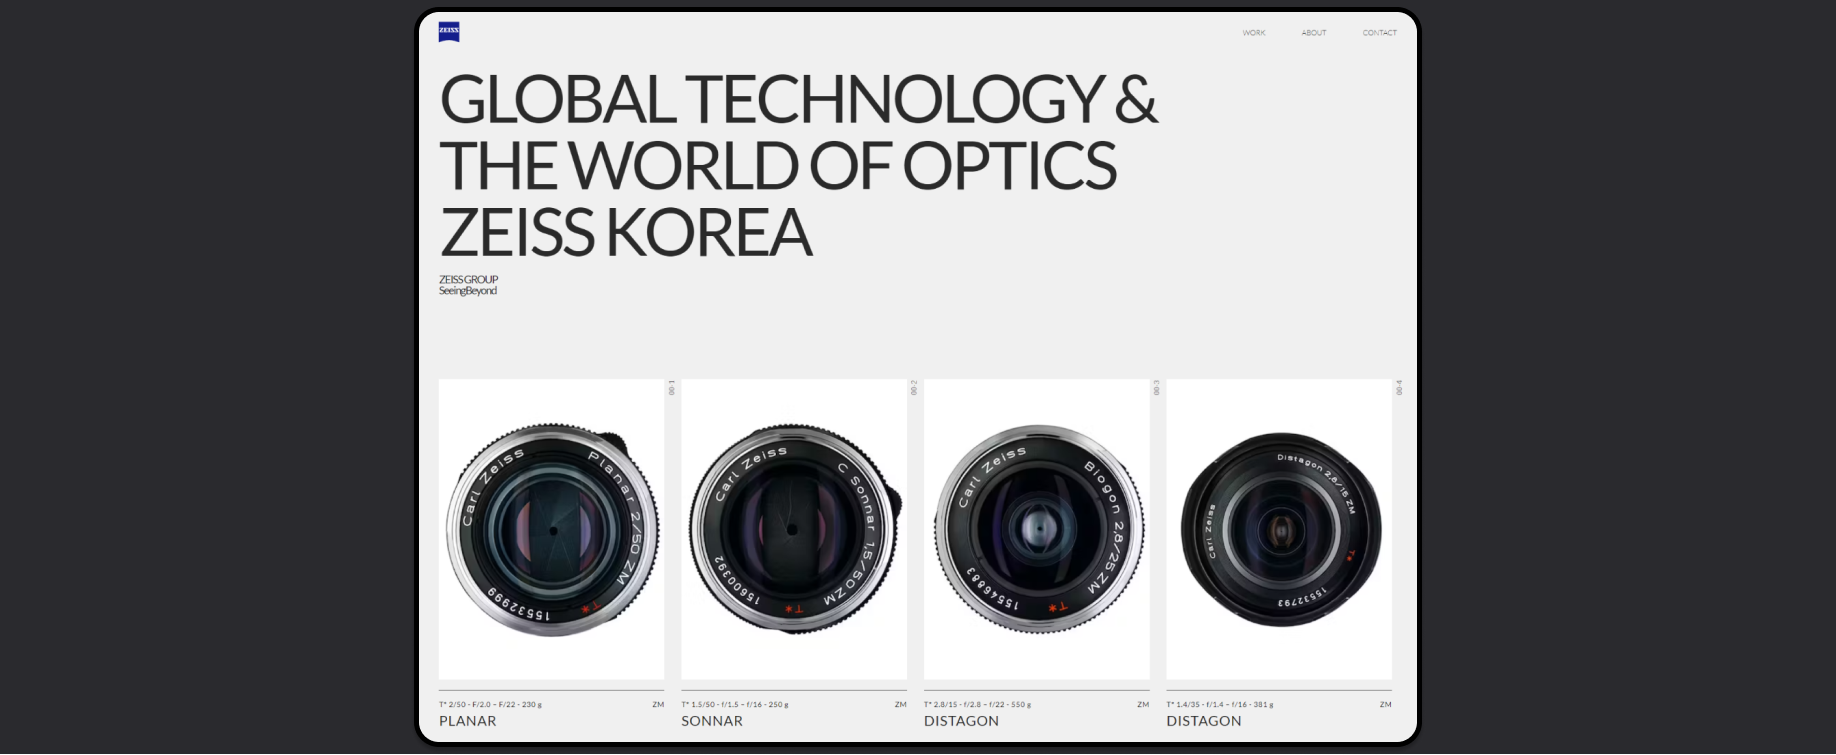 ZEISS
WORK
ABOUT
CONTACT
GLOBAL TECHNOLOGY &
THE WORLD OF OPTICS
ZEISS KOREA
ZEISS GROUP
SeeingBeyond
00-1
00-2
00-3
00-4
Carl Zeiss Planar 2/50 ZM T* 15532999
Carl Zeiss C Sonnar 1,5/50 ZM T* 15600392
Carl Zeiss Biogon 2,8/25 ZM T* 15546883
Carl Zeiss Distagon 2,8/15 ZM T* 15532793
T* 2/50 - F/2.0 – F/22 - 230 g ZM
PLANAR
T* 1.5/50 - f/1.5 – f/16 - 250 g ZM
SONNAR
T* 2.8/15 - f/2.8 – f/22 - 550 g ZM
DISTAGON
T* 1.4/35 - f/1.4 – f/16 - 381 g ZM
DISTAGON